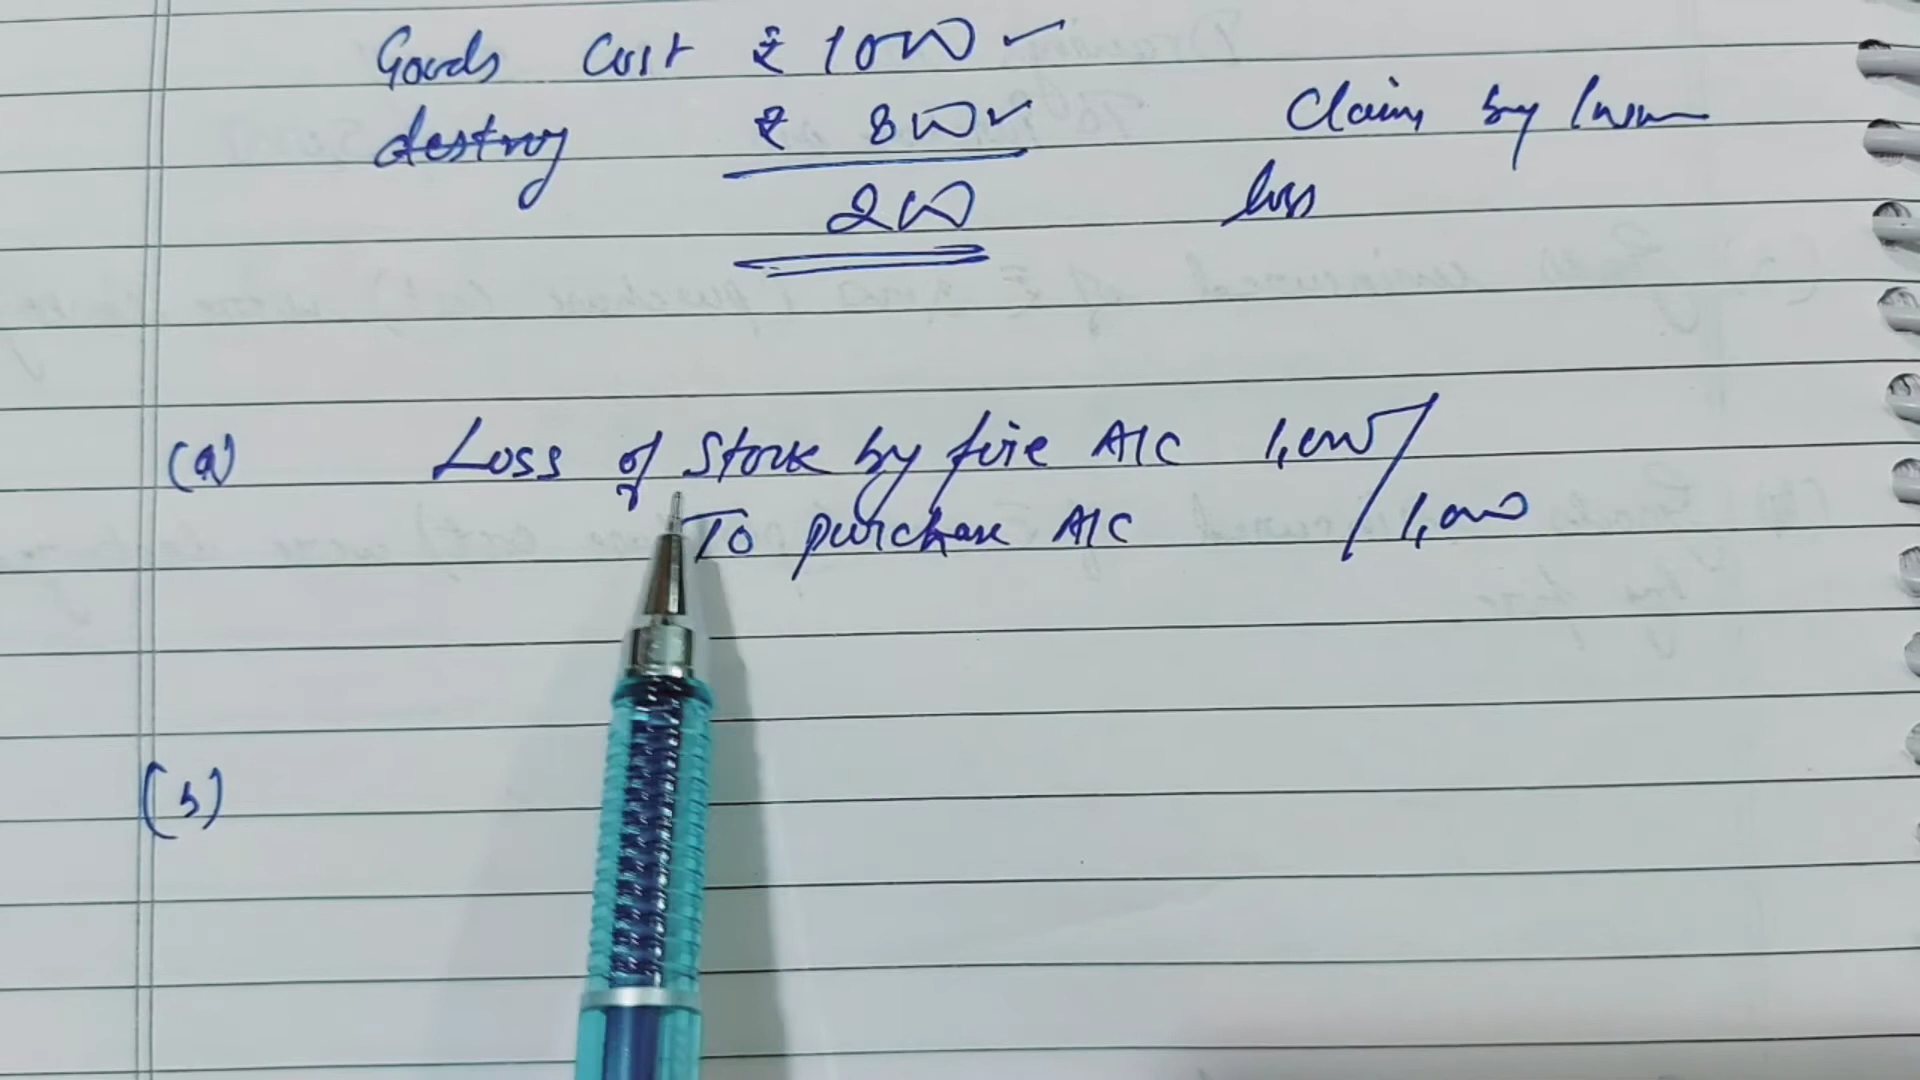 Goods Cost ₹ 1000 ✓
destroy ₹ 800 ✓ Claim by
200 loss
(a) Loss of Stock by fire A/C 1,000/
To purchase A/C / 1,000
(b)